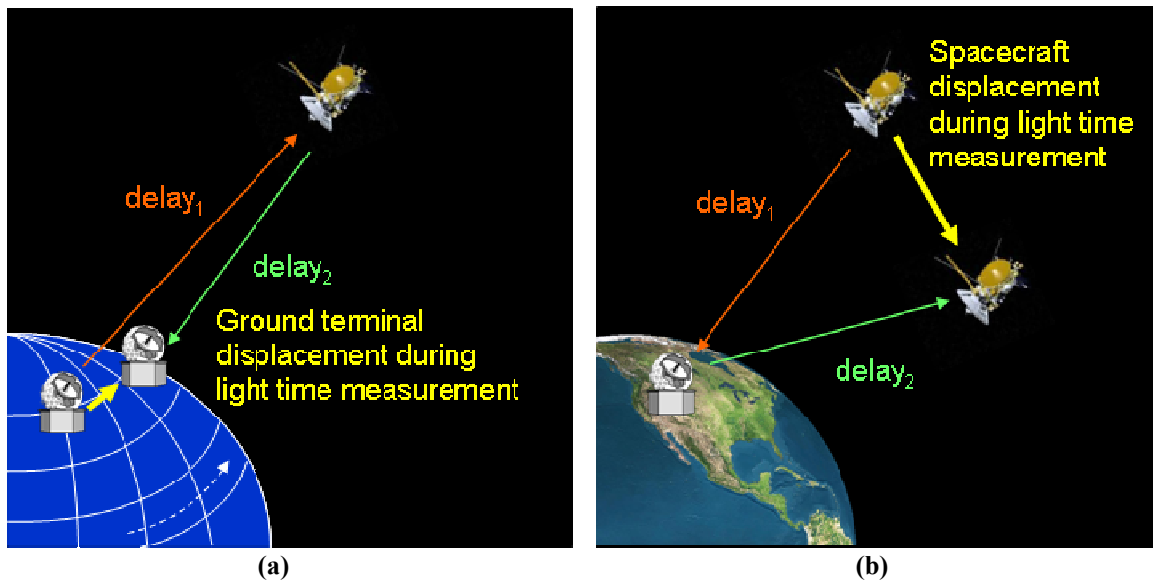 delay1
delay2
Ground terminal
displacement during
light time measurement
(a)
Spacecraft
displacement
during light time
measurement
delay1
delay2
(b)